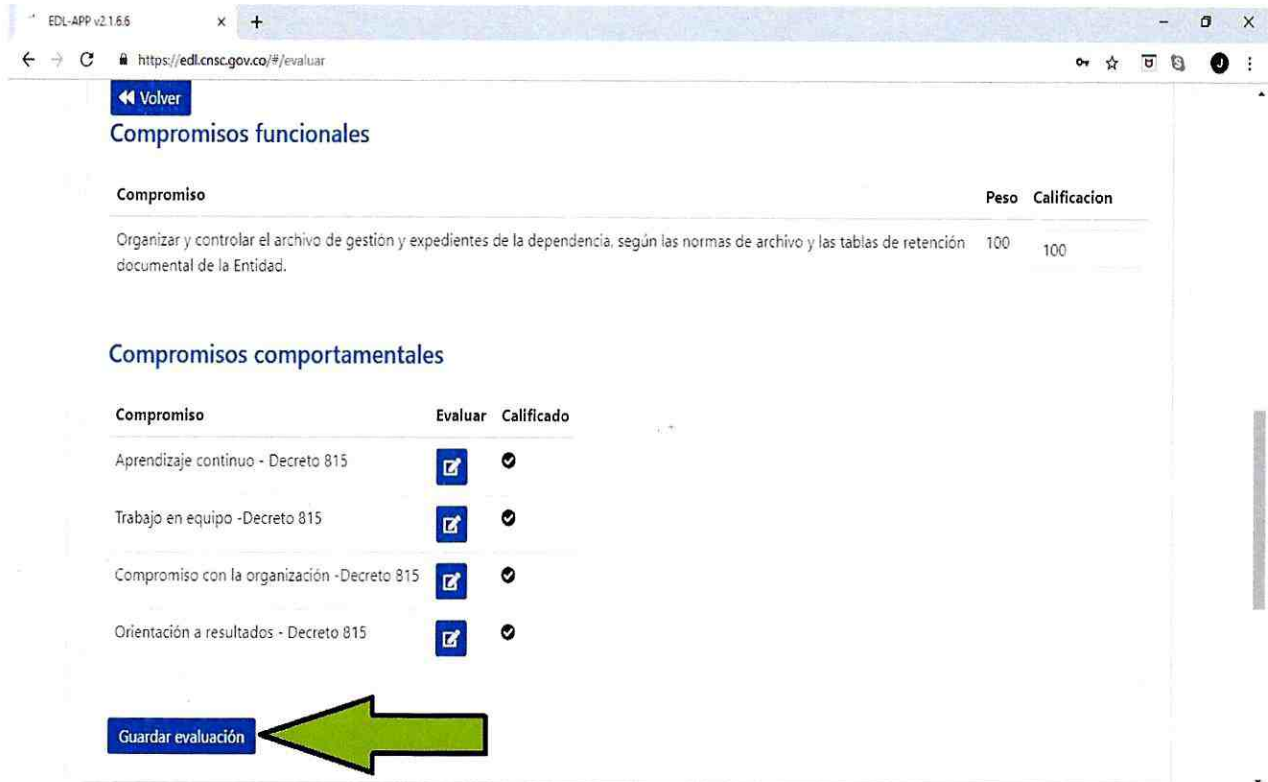 EDL-APP v2.1.6.6
https://edl.cnsc.gov.co/#/evaluar
J
Volver
Compromisos funcionales
Compromiso Peso Calificacion
Organizar y controlar el archivo de gestión y expedientes de la dependencia, según las normas de archivo y las tablas de retención 100 100
documental de la Entidad.
Compromisos comportamentales
Compromiso Evaluar Calificado
Aprendizaje continuo - Decreto 815
Trabajo en equipo -Decreto 815
Compromiso con la organización -Decreto 815
Orientación a resultados - Decreto 815
Guardar evaluación